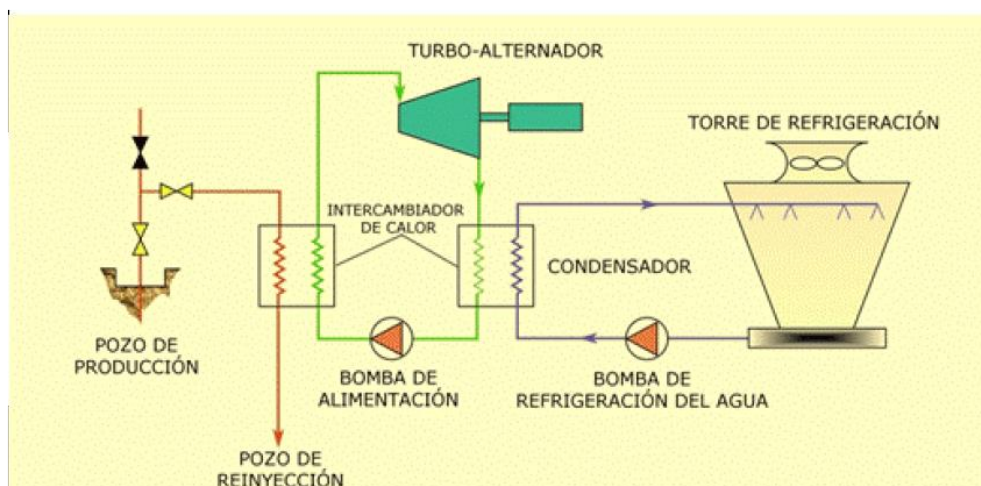 TURBO-ALTERNADOR
TORRE DE REFRIGERACIÓN
INTERCAMBIADOR
DE CALOR
CONDENSADOR
POZO DE
PRODUCCIÓN
BOMBA DE
ALIMENTACIÓN
BOMBA DE
REFRIGERACIÓN DEL AGUA
POZO DE
REINYECCIÓN